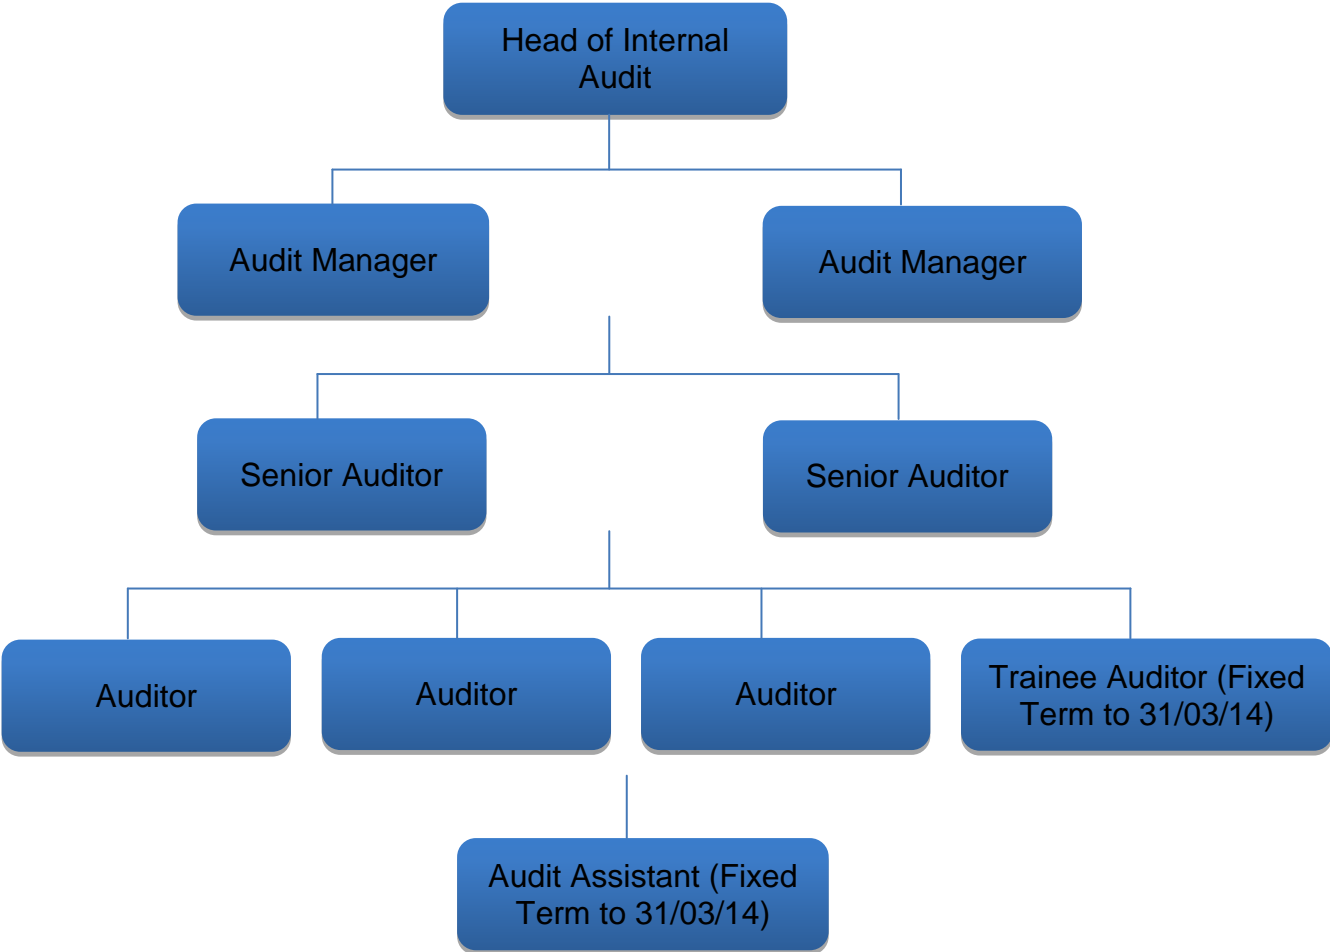 Head of Internal
Audit
Audit Manager
Audit Manager
Senior Auditor
Senior Auditor
Auditor
Auditor
Auditor
Trainee Auditor (Fixed
Term to 31/03/14)
Audit Assistant (Fixed
Term to 31/03/14)